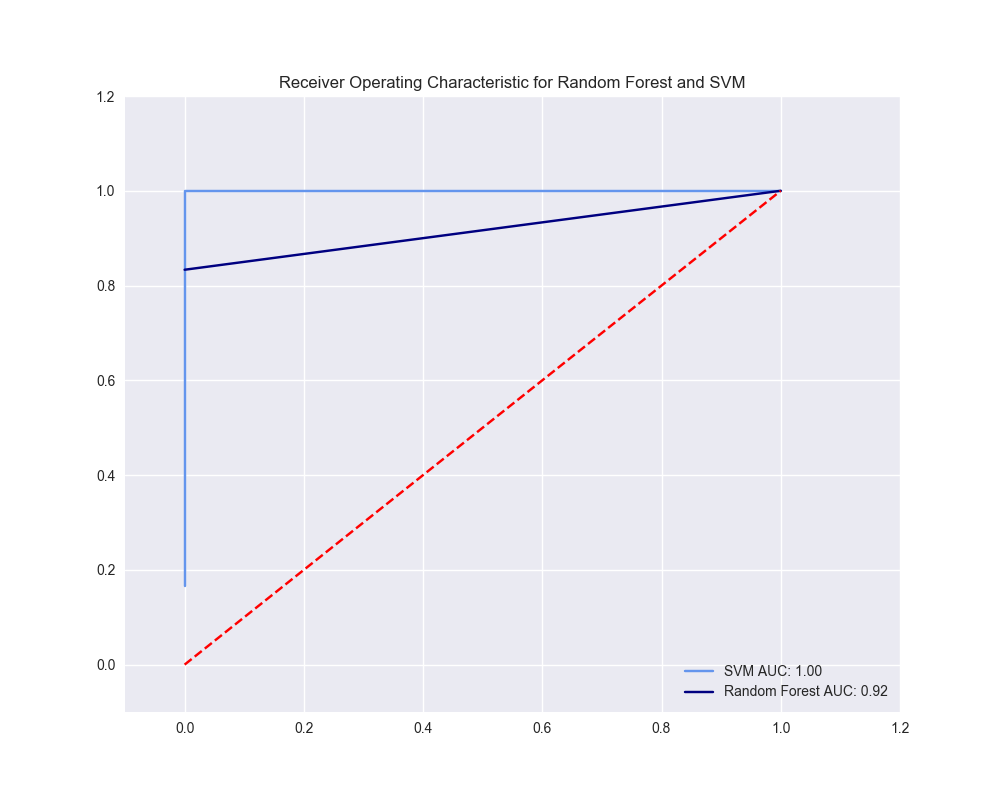 Receiver Operating Characteristic for Random Forest and SVM
1.2
1.0
0.8
0.6
0.4
0.2
0.0
SVM AUC: 1.00
Random Forest AUC: 0.92
0.0 0.2 0.4 0.6 0.8 1.0 1.2